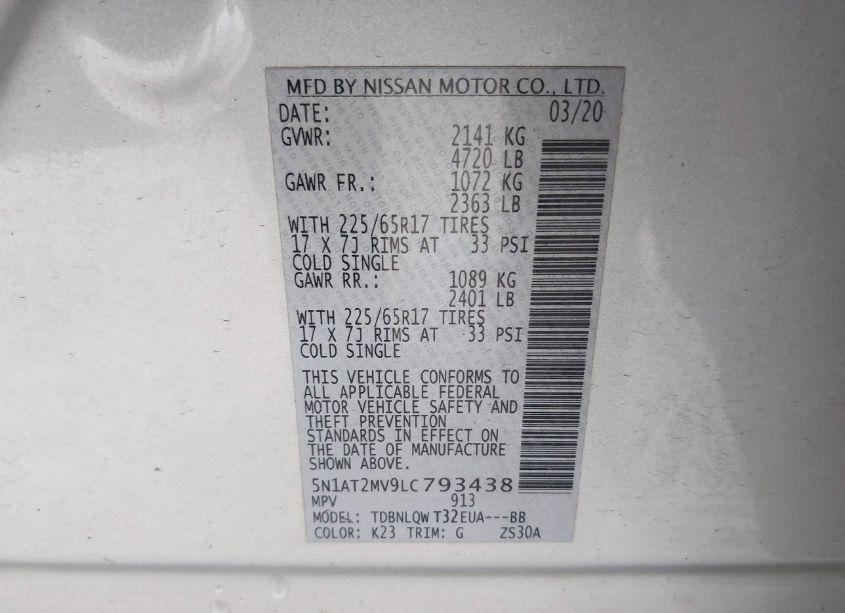 MFD BY NISSAN MOTOR CO., LTD.
DATE: 03/20
GVWR: 2141 KG
4720 LB
GAWR FR.: 1072 KG
2363 LB
WITH 225/65R17 TIRES
17 X 7J RIMS AT 33 PSI
COLD SINGLE
GAWR RR.: 1089 KG
2401 LB
WITH 225/65R17 TIRES
17 X 7J RIMS AT 33 PSI
COLD SINGLE
THIS VEHICLE CONFORMS TO
ALL APPLICABLE FEDERAL
MOTOR VEHICLE SAFETY AND
THEFT PREVENTION
STANDARDS IN EFFECT ON
THE DATE OF MANUFACTURE
SHOWN ABOVE.
5N1AT2MV9LC793438
MPV 913
MODEL: TDBNLQW T32EUA---BB
COLOR: K23 TRIM: G ZS30A